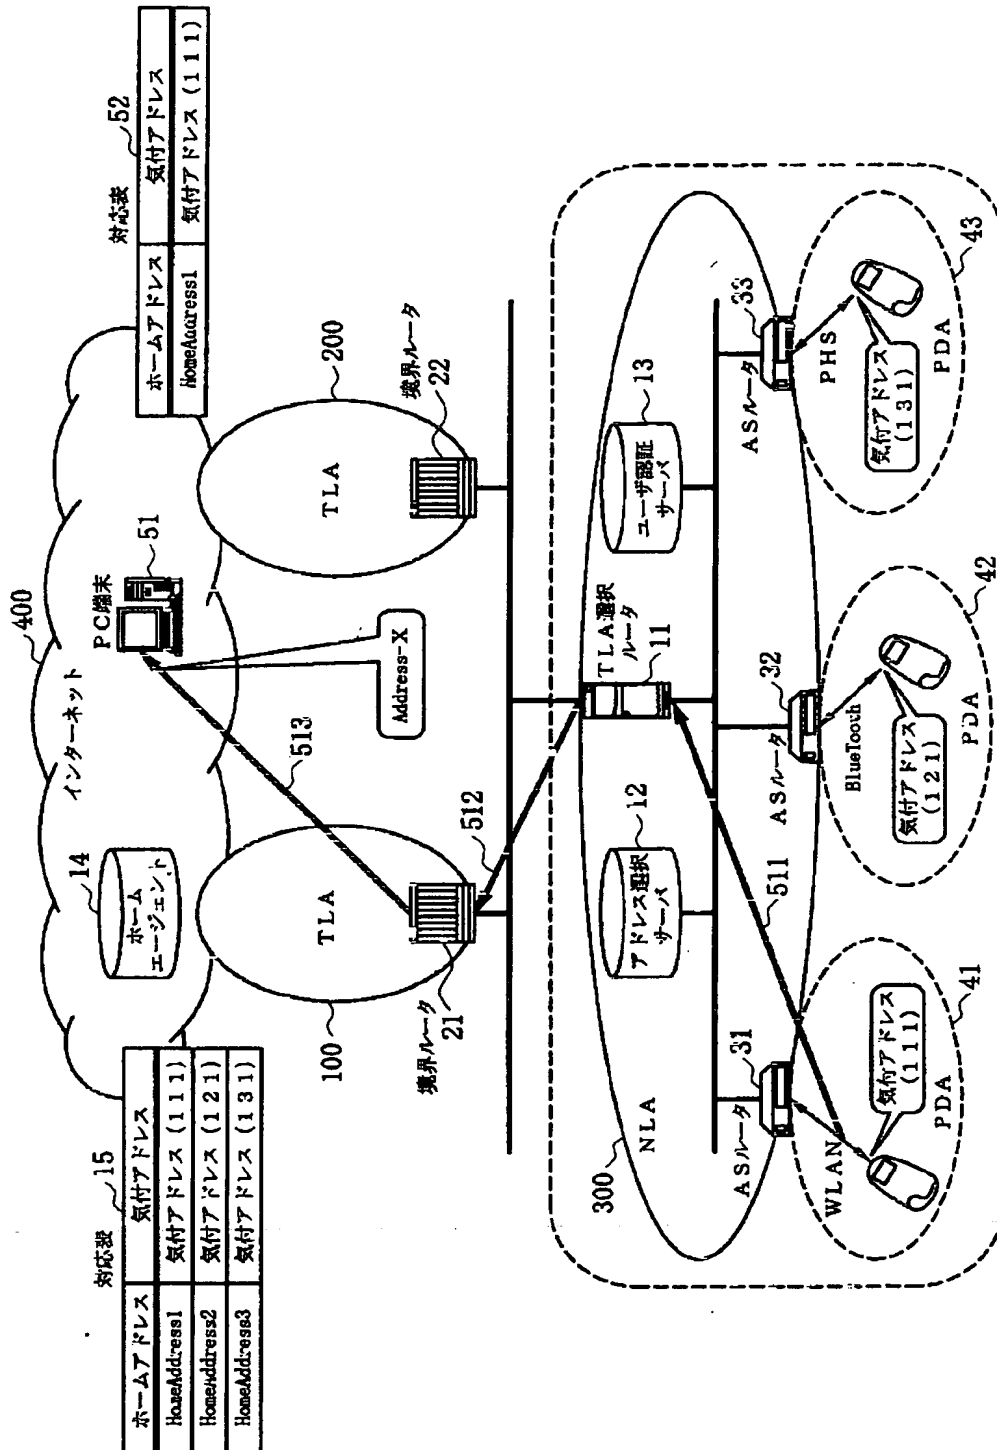 対応表
15
ホームアドレス 気付アドレス
HomeAddress1 気付アドレス(111)
HomeAddress2 気付アドレス(121)
HomeAddress3 気付アドレス(131)
対応表
52
ホームアドレス 気付アドレス
HomeAddress1 気付アドレス(111)
400
インターネット
14
ホーム
エージェント
PC端末
51
Address-X
513
100
TLA
境界ルータ
21
200
TLA
境界ルータ
22
512
300
NLA
TLA選択
ルータ
11
アドレス選択
サーバ
12
ユーザ認証
サーバ
13
511
ASルータ
31
ASルータ
32
ASルータ
33
WLAN
気付アドレス
(111)
PDA
41
BlueTooth
気付アドレス
(121)
PDA
42
PHS
気付アドレス
(131)
PDA
43